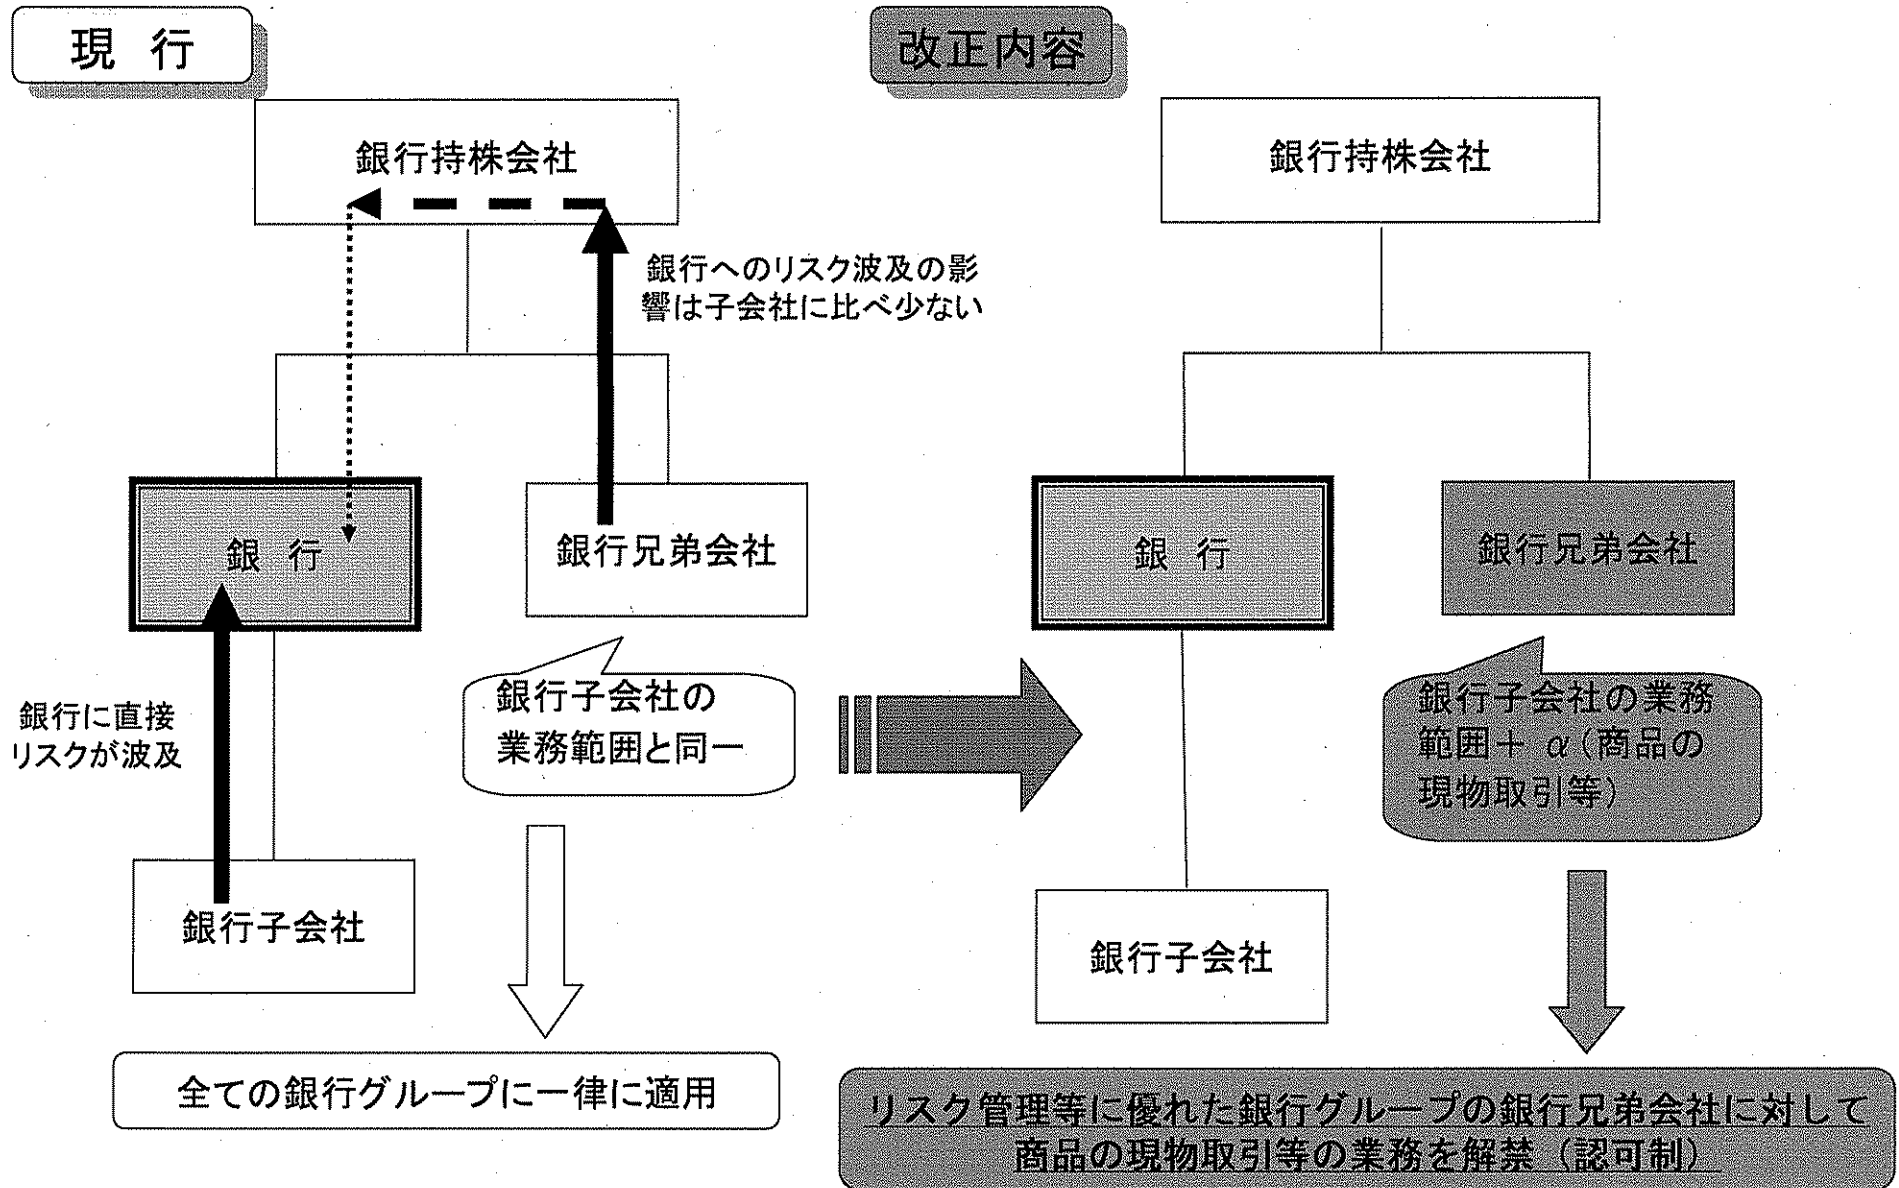 現 行
銀行持株会社
銀行へのリスク波及の影
響は子会社に比べ少ない
銀 行
銀行兄弟会社
銀行に直接
リスクが波及
銀行子会社の
業務範囲と同一
銀行子会社
全ての銀行グループに一律に適用
改正内容
銀行持株会社
銀 行
銀行兄弟会社
銀行子会社の業務
範囲＋ α（商品の
現物取引等）
銀行子会社
リスク管理等に優れた銀行グループの銀行兄弟会社に対して
商品の現物取引等の業務を解禁（認可制）